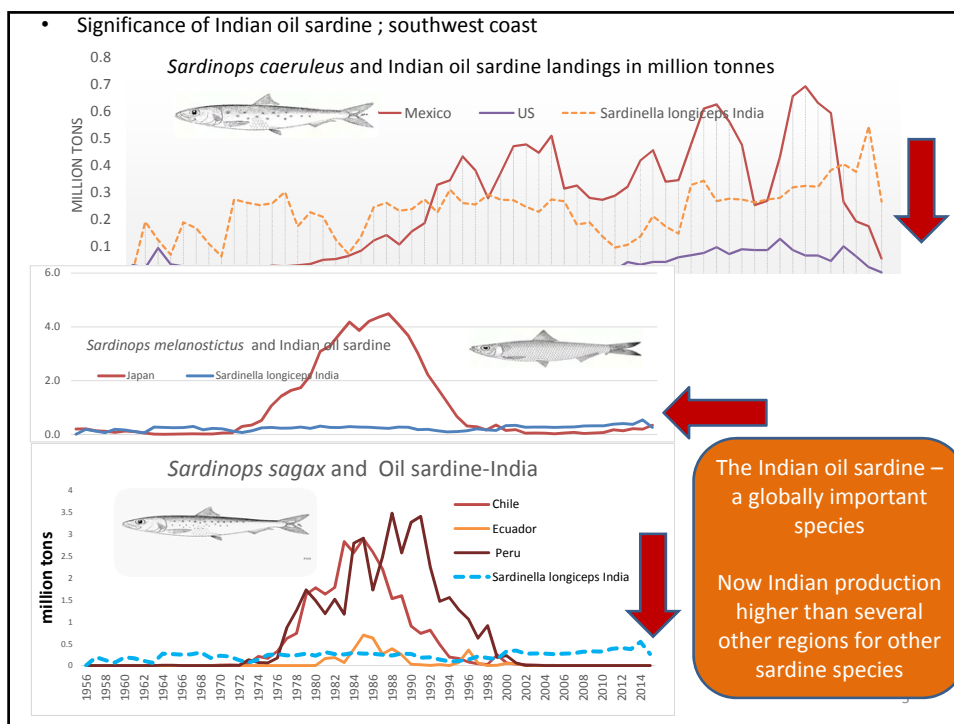 • Significance of Indian oil sardine ; southwest coast
Sardinops caeruleus and Indian oil sardine landings in million tonnes
Mexico US Sardinella longiceps India
MILLION TONS
0.8
0.7
0.6
0.5
0.4
0.3
0.2
0.1
6.0
4.0
2.0
0.0
Sardinops melanostictus and Indian oil sardine
Japan Sardinella longiceps India
Sardinops sagax and Oil sardine-India
million tons
4
3.5
3
2.5
2
1.5
1
0.5
0
Chile
Ecuador
Peru
Sardinella longiceps India
1956 1958 1960 1962 1964 1966 1968 1970 1972 1974 1976 1978 1980 1982 1984 1986 1988 1990 1992 1994 1996 1998 2000 2002 2004 2006 2008 2010 2012 2014
The Indian oil sardine –
a globally important
species
Now Indian production
higher than several
other regions for other
sardine species